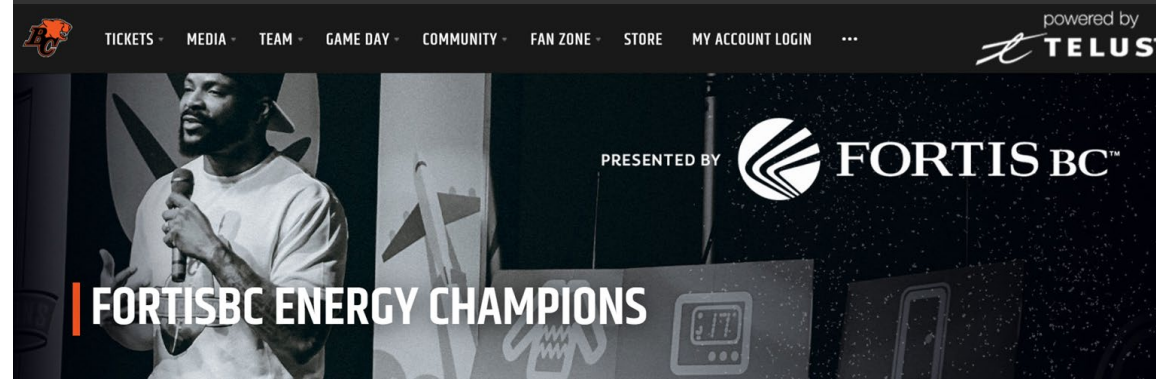 BC
TICKETS
MEDIA
TEAM
GAME DAY
COMMUNITY
FAN ZONE
STORE
MY ACCOUNT LOGIN
•••
powered by
TELUS
PRESENTED BY
FORTIS BC™
FORTISBC ENERGY CHAMPIONS